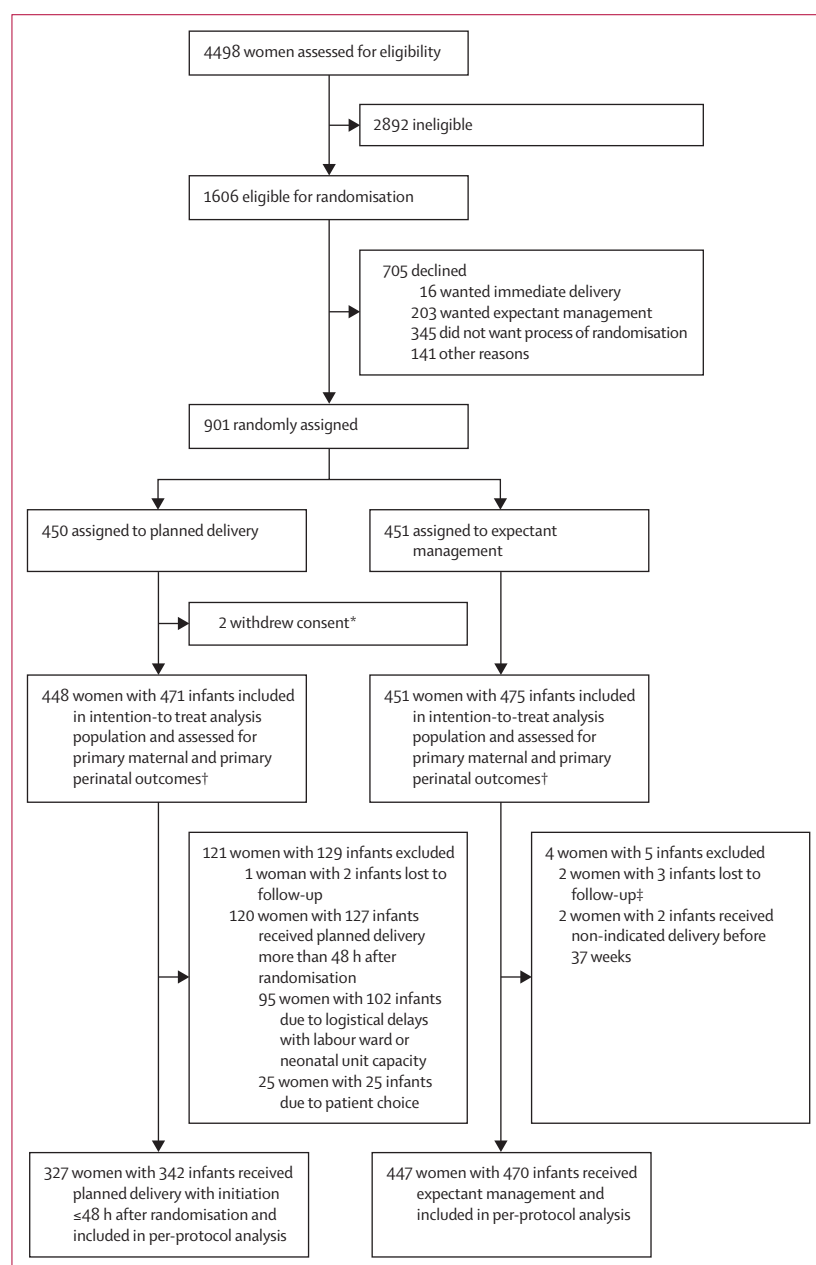 4498 women assessed for eligibility
2892 ineligible
1606 eligible for randomisation
705 declined
16 wanted immediate delivery
203 wanted expectant management
345 did not want process of randomisation
141 other reasons
901 randomly assigned
450 assigned to planned delivery
451 assigned to expectant
management
2 withdrew consent*
448 women with 471 infants included
in intention-to treat analysis
population and assessed for
primary maternal and primary
perinatal outcomes†
451 women with 475 infants included
in intention-to-treat analysis
population and assessed for
primary maternal and primary
perinatal outcomes†
121 women with 129 infants excluded
1 woman with 2 infants lost to
follow-up
120 women with 127 infants
received planned delivery
more than 48 h after
randomisation
95 women with 102 infants
due to logistical delays
with labour ward or
neonatal unit capacity
25 women with 25 infants
due to patient choice
4 women with 5 infants excluded
2 women with 3 infants lost to
follow-up‡
2 women with 2 infants received
non-indicated delivery before
37 weeks
327 women with 342 infants received
planned delivery with initiation
≤48 h after randomisation and
included in per-protocol analysis
447 women with 470 infants received
expectant management and
included in per-protocol analysis